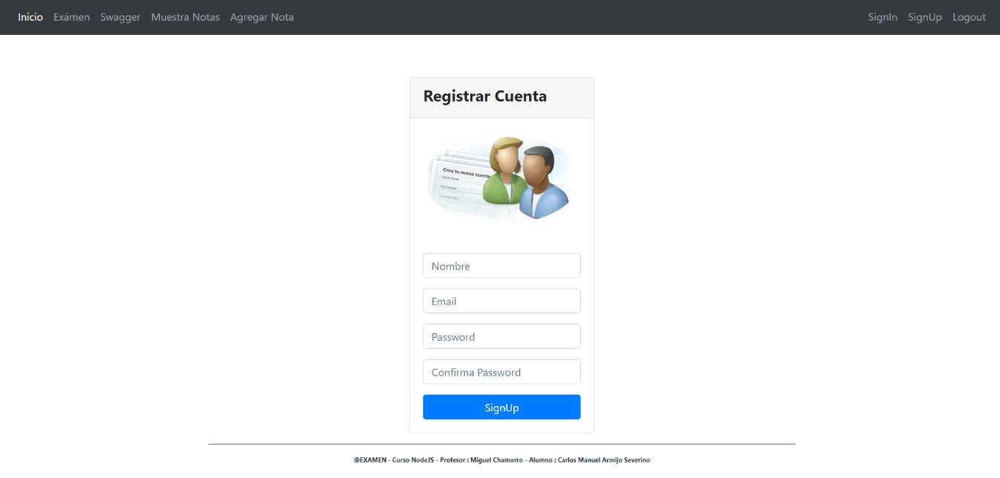 Inicio Exámen Swagger Muestra Notas Agregar Nota SignIn SignUp Logout
Registrar Cuenta
Crea tu nueva cuenta
Nombre
Email
Password
Confirma Password
SignUp
@EXAMEN - Curso NodeJS - Profesor : Miguel Chamorro - Alumno : Carlos Manuel Armijo Severino